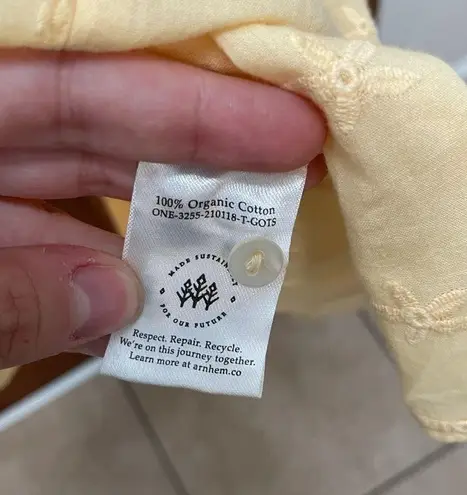 100% Organic Cotton
ONE-3255-210118-T-GOTS
MADE
FOR OUR FUTURE
Respect. Repair. Recycle.
We're on this journey together.
Learn more at arnhem.co